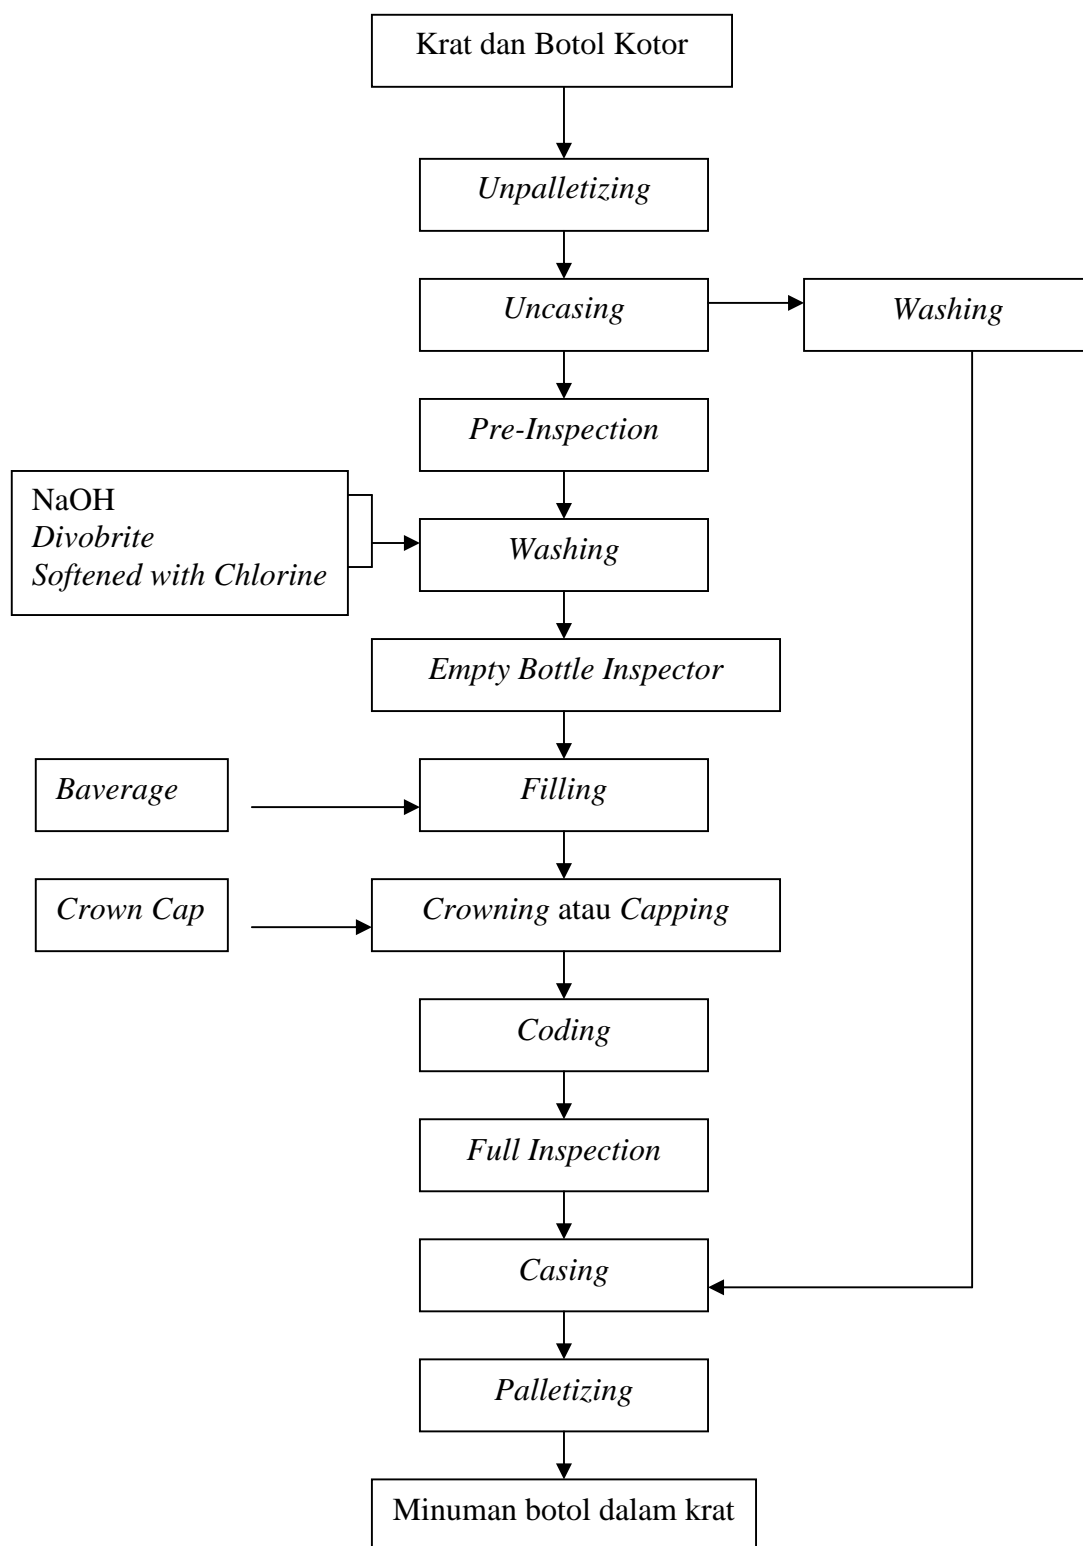 Krat dan Botol Kotor
Unpalletizing
Uncasing
Washing
Pre-Inspection
NaOH
Divobrite
Softened with Chlorine
Washing
Empty Bottle Inspector
Baverage
Filling
Crown Cap
Crowning atau Capping
Coding
Full Inspection
Casing
Palletizing
Minuman botol dalam krat